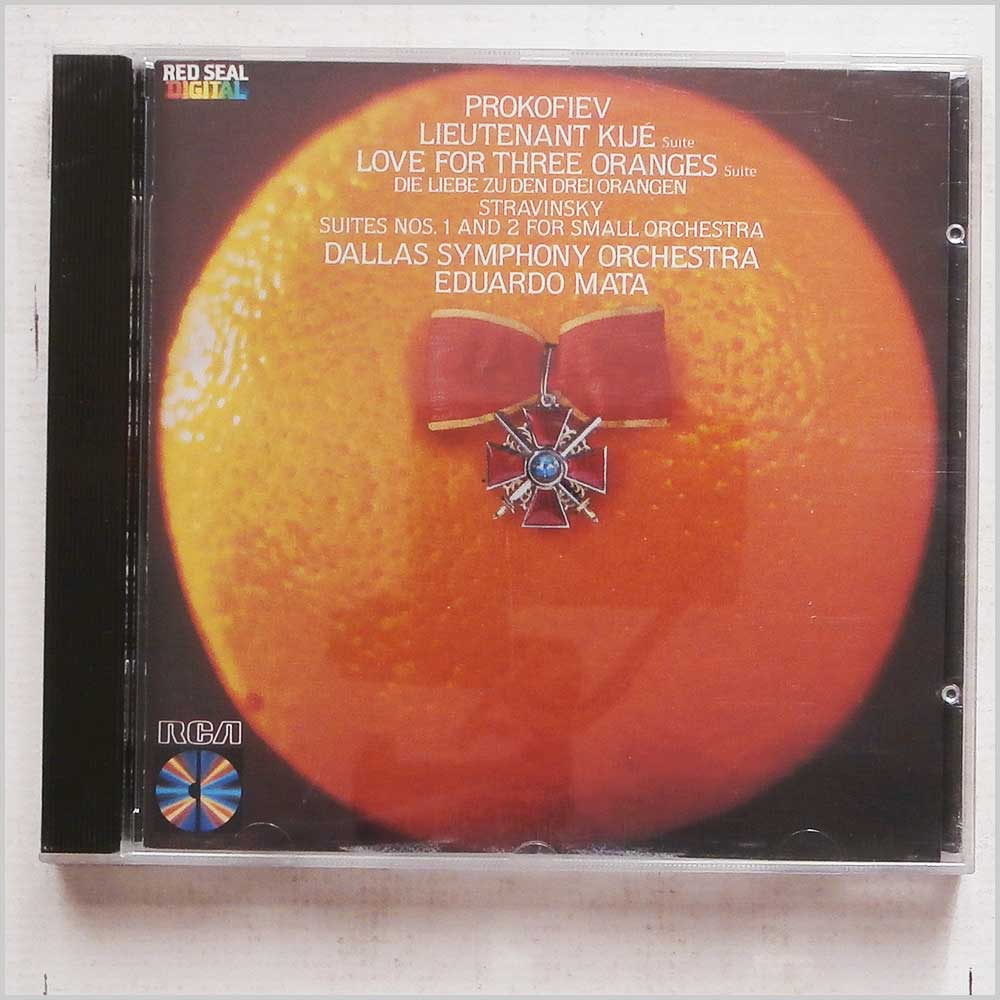 RED SEAL
DIGITAL
PROKOFIEV
LIEUTENANT KIJÉ Suite
LOVE FOR THREE ORANGES Suite
DIE LIEBE ZU DEN DREI ORANGEN
STRAVINSKY
SUITES NOS. 1 AND 2 FOR SMALL ORCHESTRA
DALLAS SYMPHONY ORCHESTRA
EDUARDO MATA
RCA